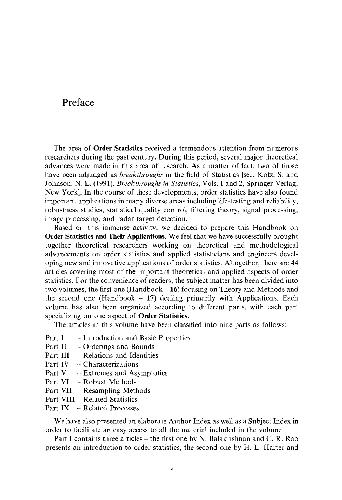 Preface
The area of Order Statistics received a tremendous attention from numerous
researchers during the past century. During this period, several major theoretical
advances were made in this area of research. As a matter of fact, two of those
have been adjudged as breakthroughs in the field of Statistics [see Kotz, S. and
Johnson, N. L. (1991). Breakthroughs in Statistics, Vols. 1 and 2, Springer-Verlag,
New York]. In the course of these developments, order statistics have also found
important applications in many diverse areas including life-testing and reliability,
robustness studies, statistical quality control, filtering theory, signal processing,
image processing, and radar target detection.
Based on this immense activity, we decided to prepare this Handbook on
Order Statistics and Their Applications. We feel that we have successfully brought
together theoretical researchers working on theoretical and methodological
advancements on order statistics and applied statisticians and engineers devel-
oping new and innovative applications of order statistics. Altogether, there are 44
articles covering most of the important theoretical and applied aspects of order
statistics. For the convenience of readers, the subject matter has been divided into
two volumes, the first one (Handbook – 16) focusing on Theory and Methods and
the second one (Handbook – 17) dealing primarily with Applications. Each
volume has also been organized according to different parts, with each part
specializing on one aspect of Order Statistics.
The articles in this volume have been classified into nine parts as follows:
Part I – Introduction and Basic Properties
Part II – Orderings and Bounds
Part III – Relations and Identities
Part IV – Characterizations
Part V – Extremes and Asymptotics
Part VI – Robust Methods
Part VII – Resampling Methods
Part VIII – Related Statistics
Part IX – Related Processes
We have also presented an elaborate Author Index as well as a Subject Index in
order to facilitate an easy access to all the material included in the volume.
Part I contains three articles – the first one by N. Balakrishnan and C. R. Rao
presents an introduction to order statistics, the second one by H. L. Harter and
v